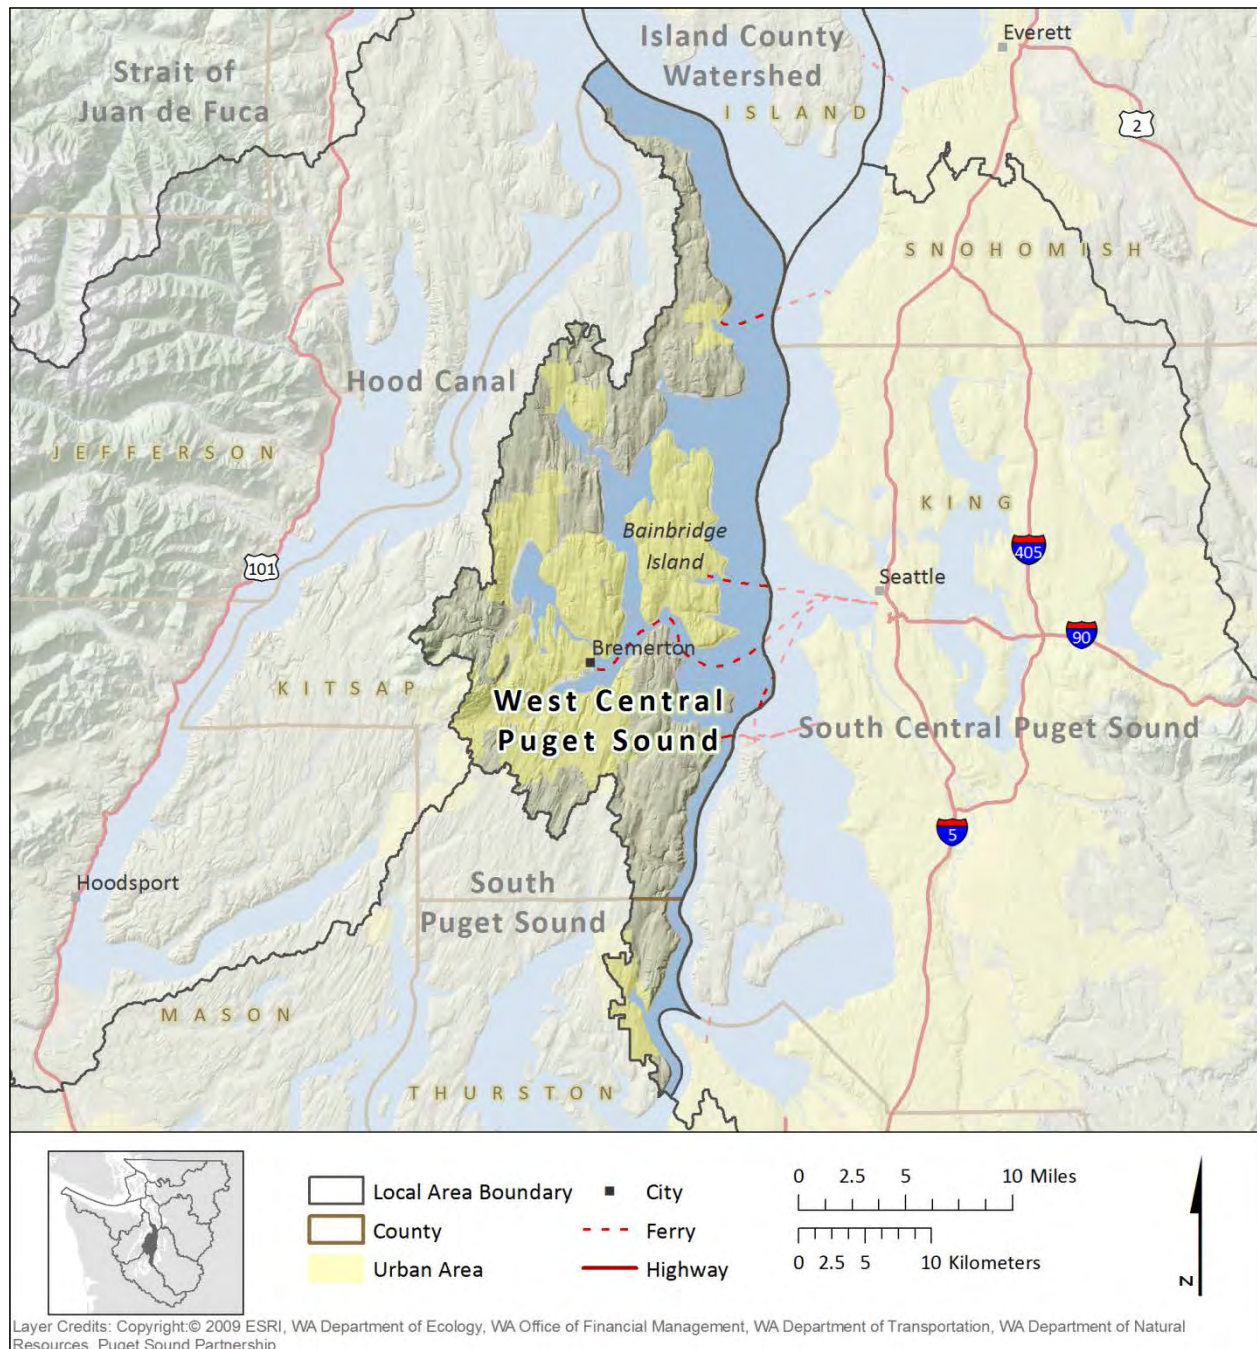 Strait of
Juan de Fuca
Island County
Watershed
ISLAND
Everett
2
SNOHOMISH
Hood Canal
JEFFERSON
KING
Bainbridge
Island
101
405
Seattle
90
Bremerton
KITSAP
West Central
Puget Sound
South Central Puget Sound
5
Hoodsport
South
Puget Sound
MASON
THURSTON
Local Area Boundary
County
Urban Area
City
Ferry
Highway
0 2.5 5 10 Miles
0 2.5 5 10 Kilometers
N
Layer Credits: Copyright:© 2009 ESRI, WA Department of Ecology, WA Office of Financial Management, WA Department of Transportation, WA Department of Natural
Resources, Puget Sound Partnership